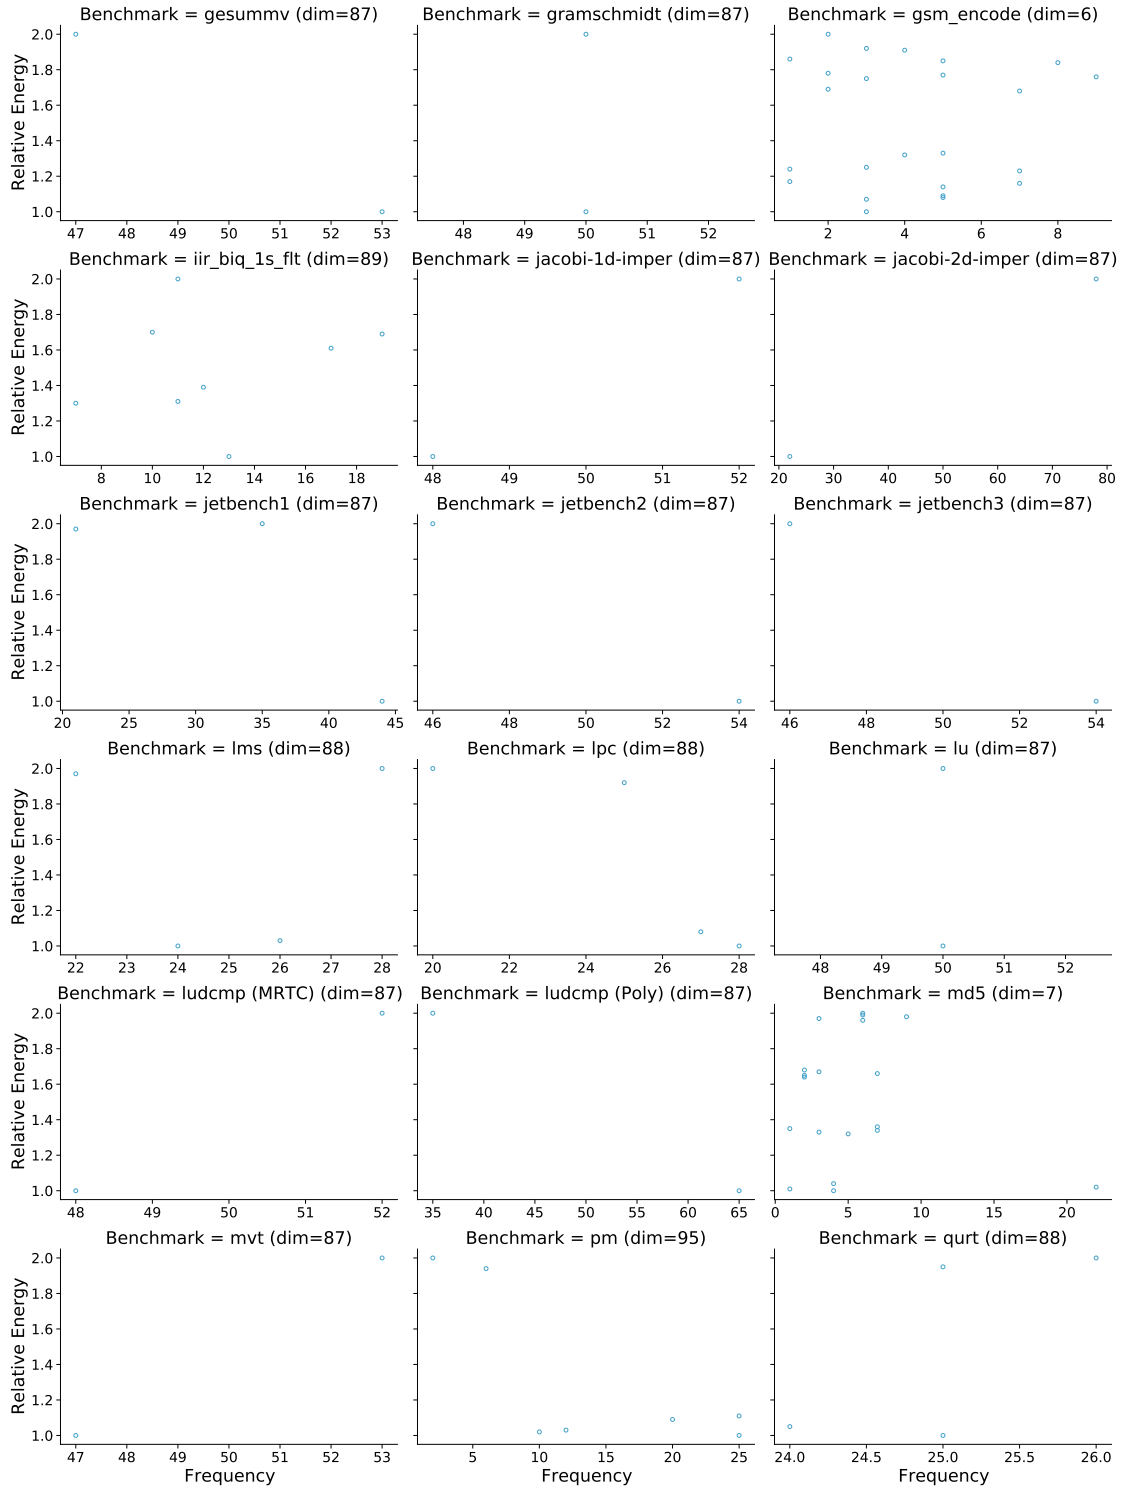 Benchmark = gesummv (dim=87) Benchmark = gramschmidt (dim=87) Benchmark = gsm_encode (dim=6)
2.0
1.8
1.6
1.4
1.2
1.0
Relative Energy
47 48 49 50 51 52 53 48 49 50 51 52 2 4 6 8
Benchmark = iir_biq_1s_flt (dim=89) Benchmark = jacobi-1d-imper (dim=87) Benchmark = jacobi-2d-imper (dim=87)
2.0
1.8
1.6
1.4
1.2
1.0
Relative Energy
8 10 12 14 16 18 48 49 50 51 52 20 30 40 50 60 70 80
Benchmark = jetbench1 (dim=87) Benchmark = jetbench2 (dim=87) Benchmark = jetbench3 (dim=87)
2.0
1.8
1.6
1.4
1.2
1.0
Relative Energy
20 25 30 35 40 45 46 48 50 52 54 46 48 50 52 54
Benchmark = lms (dim=88) Benchmark = lpc (dim=88) Benchmark = lu (dim=87)
2.0
1.8
1.6
1.4
1.2
1.0
Relative Energy
22 23 24 25 26 27 28 20 22 24 26 28 48 49 50 51 52
Benchmark = ludcmp (MRTC) (dim=87) Benchmark = ludcmp (Poly) (dim=87) Benchmark = md5 (dim=7)
2.0
1.8
1.6
1.4
1.2
1.0
Relative Energy
48 49 50 51 52 35 40 45 50 55 60 65 0 5 10 15 20
Benchmark = mvt (dim=87) Benchmark = pm (dim=95) Benchmark = qurt (dim=88)
2.0
1.8
1.6
1.4
1.2
1.0
Relative Energy
47 48 49 50 51 52 53 5 10 15 20 25 24.0 24.5 25.0 25.5 26.0
Frequency Frequency Frequency